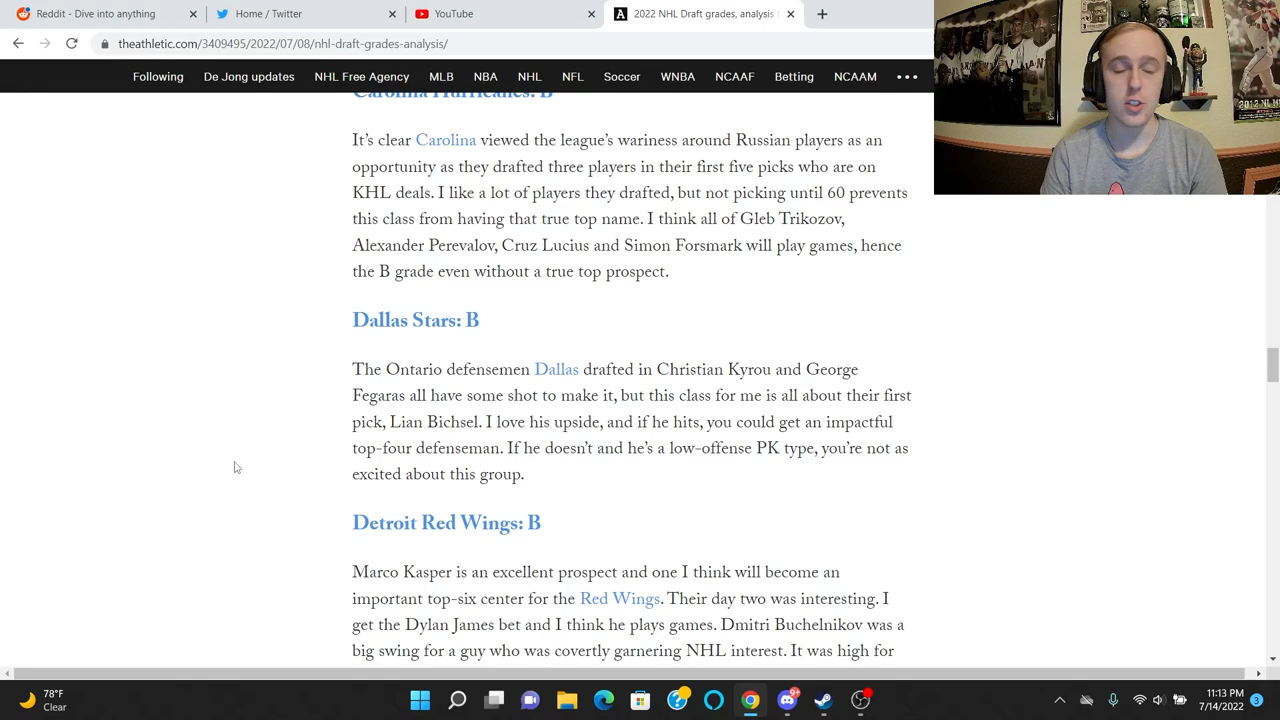 Reddit - Dive into anything
Home / Twitter
YouTube
2022 NHL Draft grades, analysis
theathletic.com/3409495/2022/07/08/nhl-draft-grades-analysis/
Following De Jong updates NHL Free Agency MLB NBA NHL NFL Soccer WNBA NCAAF Betting NCAAM
Carolina Hurricanes: B
It's clear Carolina viewed the league's wariness around Russian players as an
opportunity as they drafted three players in their first five picks who are on
KHL deals. I like a lot of players they drafted, but not picking until 60 prevents
this class from having that true top name. I think all of Gleb Trikozov,
Alexander Perevalov, Cruz Lucius and Simon Forsmark will play games, hence
the B grade even without a true top prospect.
Dallas Stars: B
The Ontario defensemen Dallas drafted in Christian Kyrou and George
Fegaras all have some shot to make it, but this class for me is all about their first
pick, Lian Bichsel. I love his upside, and if he hits, you could get an impactful
top-four defenseman. If he doesn't and he's a low-offense PK type, you're not as
excited about this group.
Detroit Red Wings: B
Marco Kasper is an excellent prospect and one I think will become an
important top-six center for the Red Wings. Their day two was interesting. I
get the Dylan James bet and I think he plays games. Dmitri Buchelnikov was a
big swing for a guy who was covertly garnering NHL interest. It was high for
2012 NL
78°F
Clear
9+
11:13 PM
7/14/2022
3